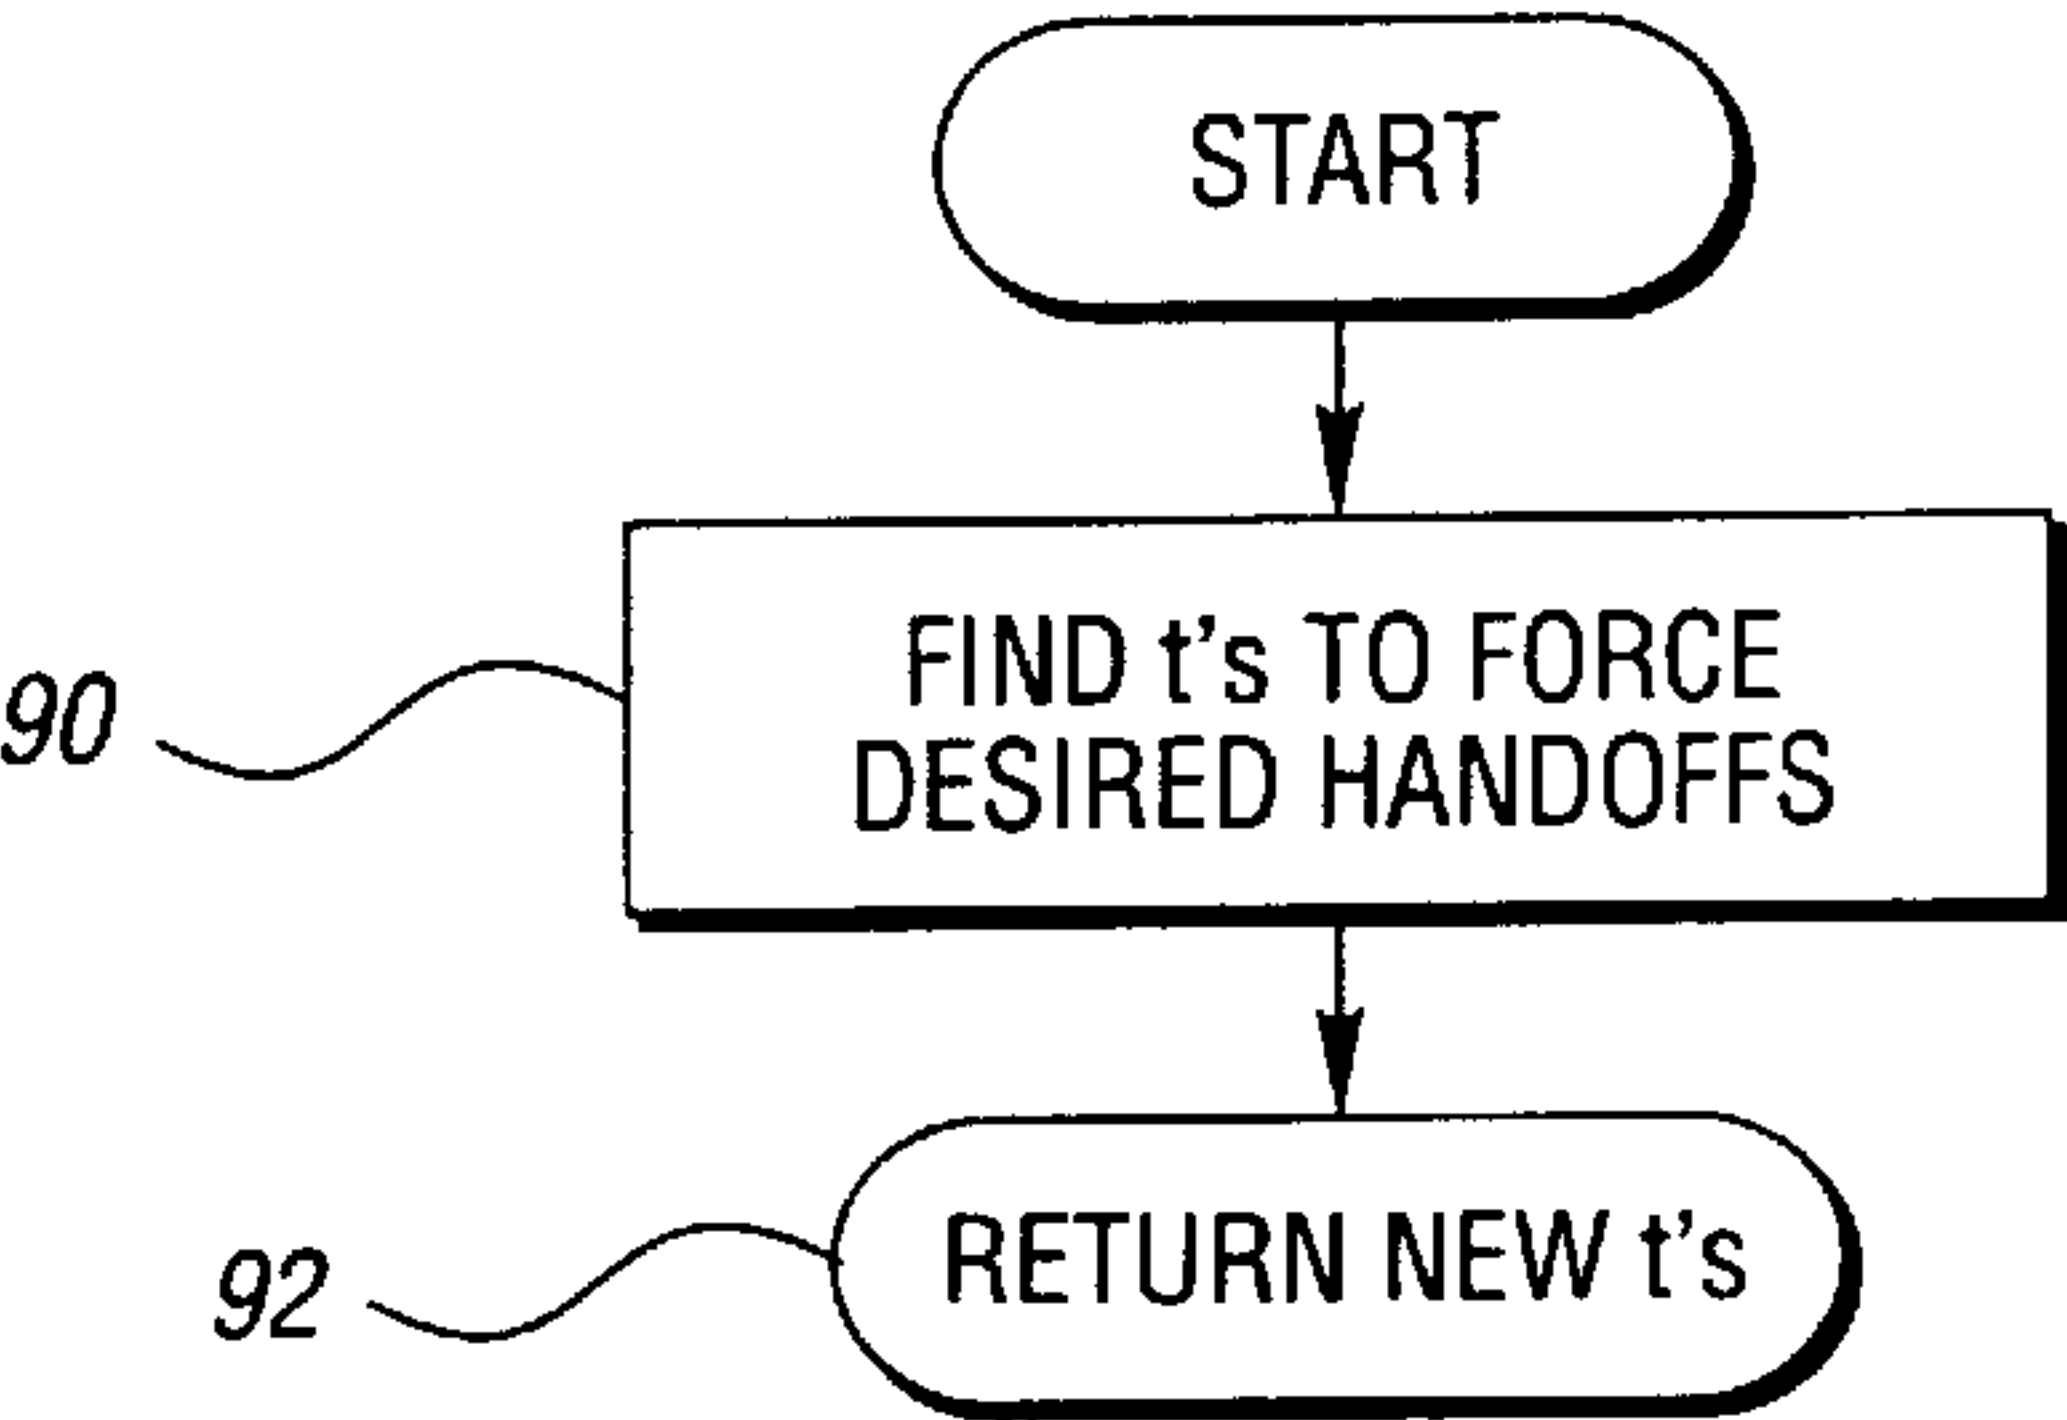 START
FIND t's TO FORCE
DESIRED HANDOFFS
90
RETURN NEW t's
92